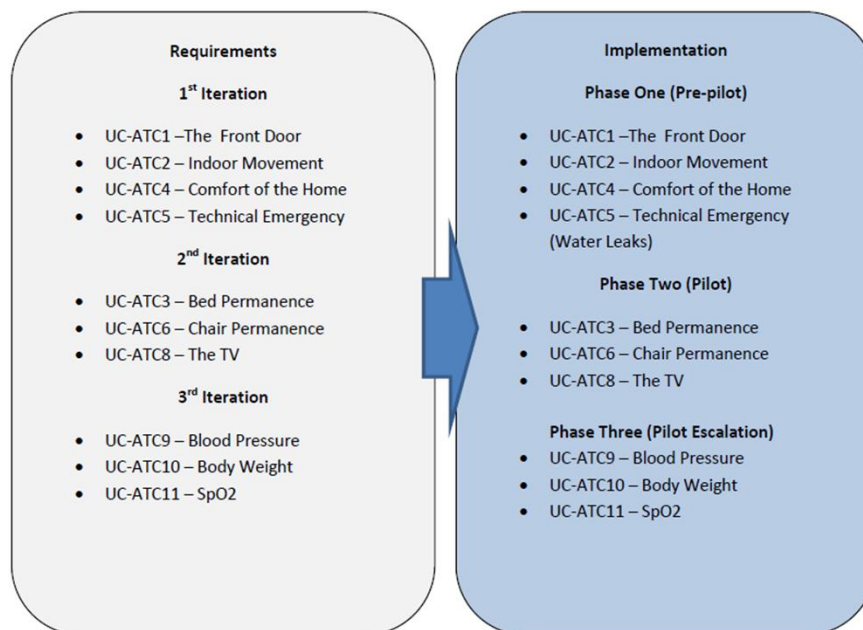 Requirements
1st Iteration
• UC-ATC1 –The Front Door
• UC-ATC2 – Indoor Movement
• UC-ATC4 – Comfort of the Home
• UC-ATC5 – Technical Emergency
2nd Iteration
• UC-ATC3 – Bed Permanence
• UC-ATC6 – Chair Permanence
• UC-ATC8 – The TV
3rd Iteration
• UC-ATC9 – Blood Pressure
• UC-ATC10 – Body Weight
• UC-ATC11 – SpO2
Implementation
Phase One (Pre-pilot)
• UC-ATC1 –The Front Door
• UC-ATC2 – Indoor Movement
• UC-ATC4 – Comfort of the Home
• UC-ATC5 – Technical Emergency
(Water Leaks)
Phase Two (Pilot)
• UC-ATC3 – Bed Permanence
• UC-ATC6 – Chair Permanence
• UC-ATC8 – The TV
Phase Three (Pilot Escalation)
• UC-ATC9 – Blood Pressure
• UC-ATC10 – Body Weight
• UC-ATC11 – SpO2